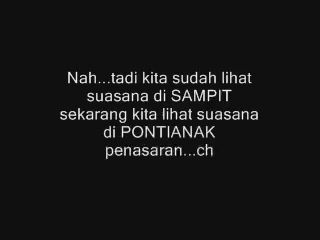 Nah...tadi kita sudah lihat
suasana di SAMPIT
sekarang kita lihat suasana
di PONTIANAK
penasaran...ch